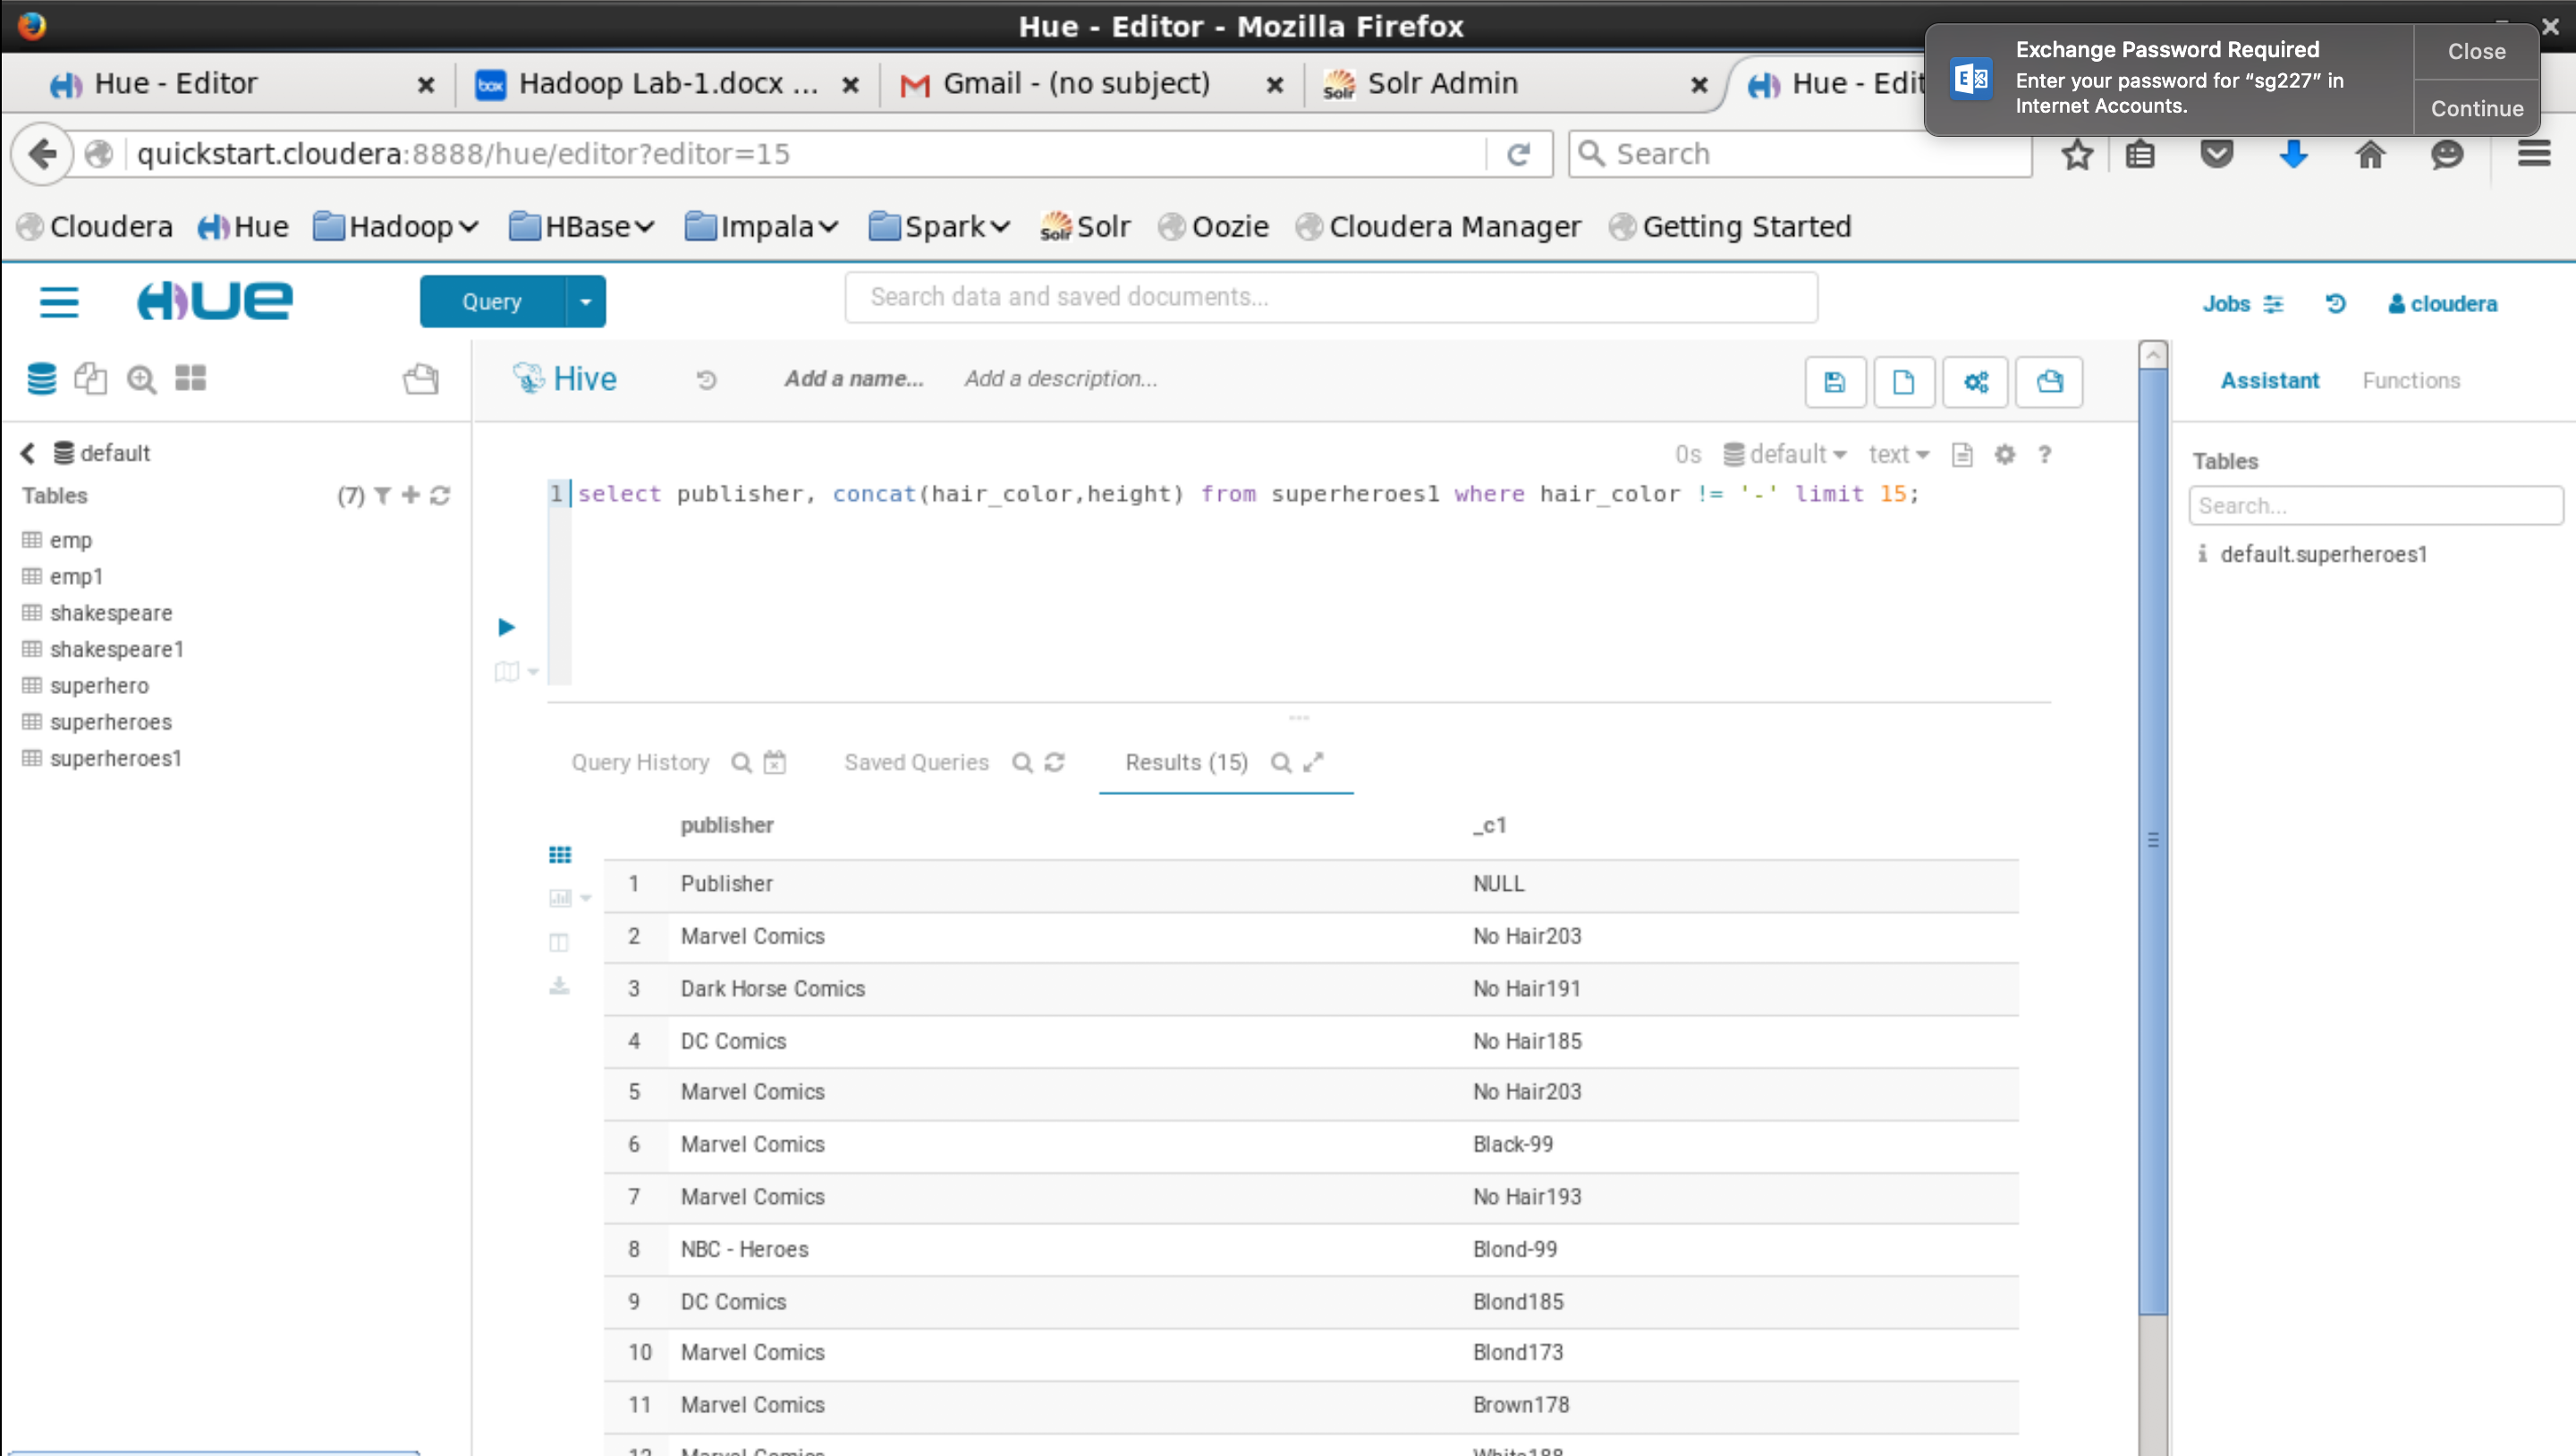 Hue - Editor - Mozilla Firefox
Exchange Password Required
Enter your password for “sg227” in
Internet Accounts.
Close
Continue
Hue - Editor
box
Hadoop Lab-1.docx ...
Gmail - (no subject)
Solr
Solr Admin
Hue - Edit
quickstart.cloudera:8888/hue/editor?editor=15
Search
Cloudera
Hue
Hadoop
HBase
Impala
Spark
Solr
Solr
Oozie
Cloudera Manager
Getting Started
HUE
Query
Search data and saved documents...
Jobs
cloudera
Hive
Add a name...
Add a description...
Assistant
Functions
default
Tables
(7)
emp
emp1
shakespeare
shakespeare1
superhero
superheroes
superheroes1
0s
default
text
?
1
select publisher, concat(hair_color,height) from superheroes1 where hair_color != '-' limit 15;
Tables
Search...
default.superheroes1
Query History
Saved Queries
Results (15)
publisher _c1
1 Publisher NULL
2 Marvel Comics No Hair203
3 Dark Horse Comics No Hair191
4 DC Comics No Hair185
5 Marvel Comics No Hair203
6 Marvel Comics Black-99
7 Marvel Comics No Hair193
8 NBC - Heroes Blond-99
9 DC Comics Blond185
10 Marvel Comics Blond173
11 Marvel Comics Brown178
12 Marvel Comics White188